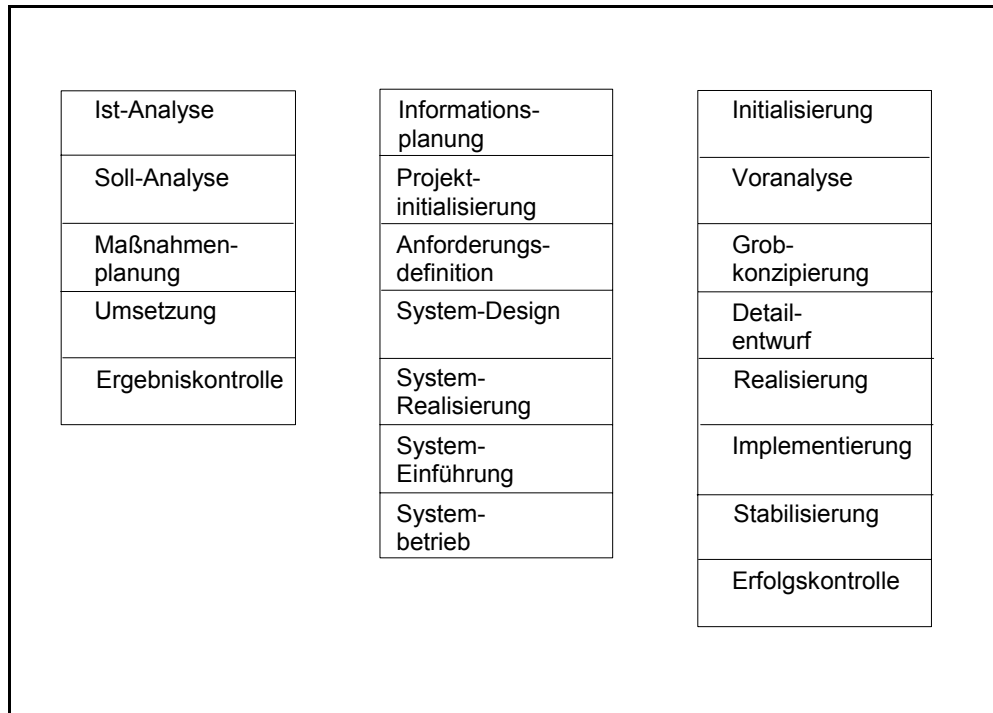 Ist-Analyse
Soll-Analyse
Maßnahmen-
planung
Umsetzung
Ergebniskontrolle
Informations-
planung
Projekt-
initialisierung
Anforderungs-
definition
System-Design
System-
Realisierung
System-
Einführung
System-
betrieb
Initialisierung
Voranalyse
Grob-
konzipierung
Detail-
entwurf
Realisierung
Implementierung
Stabilisierung
Erfolgskontrolle